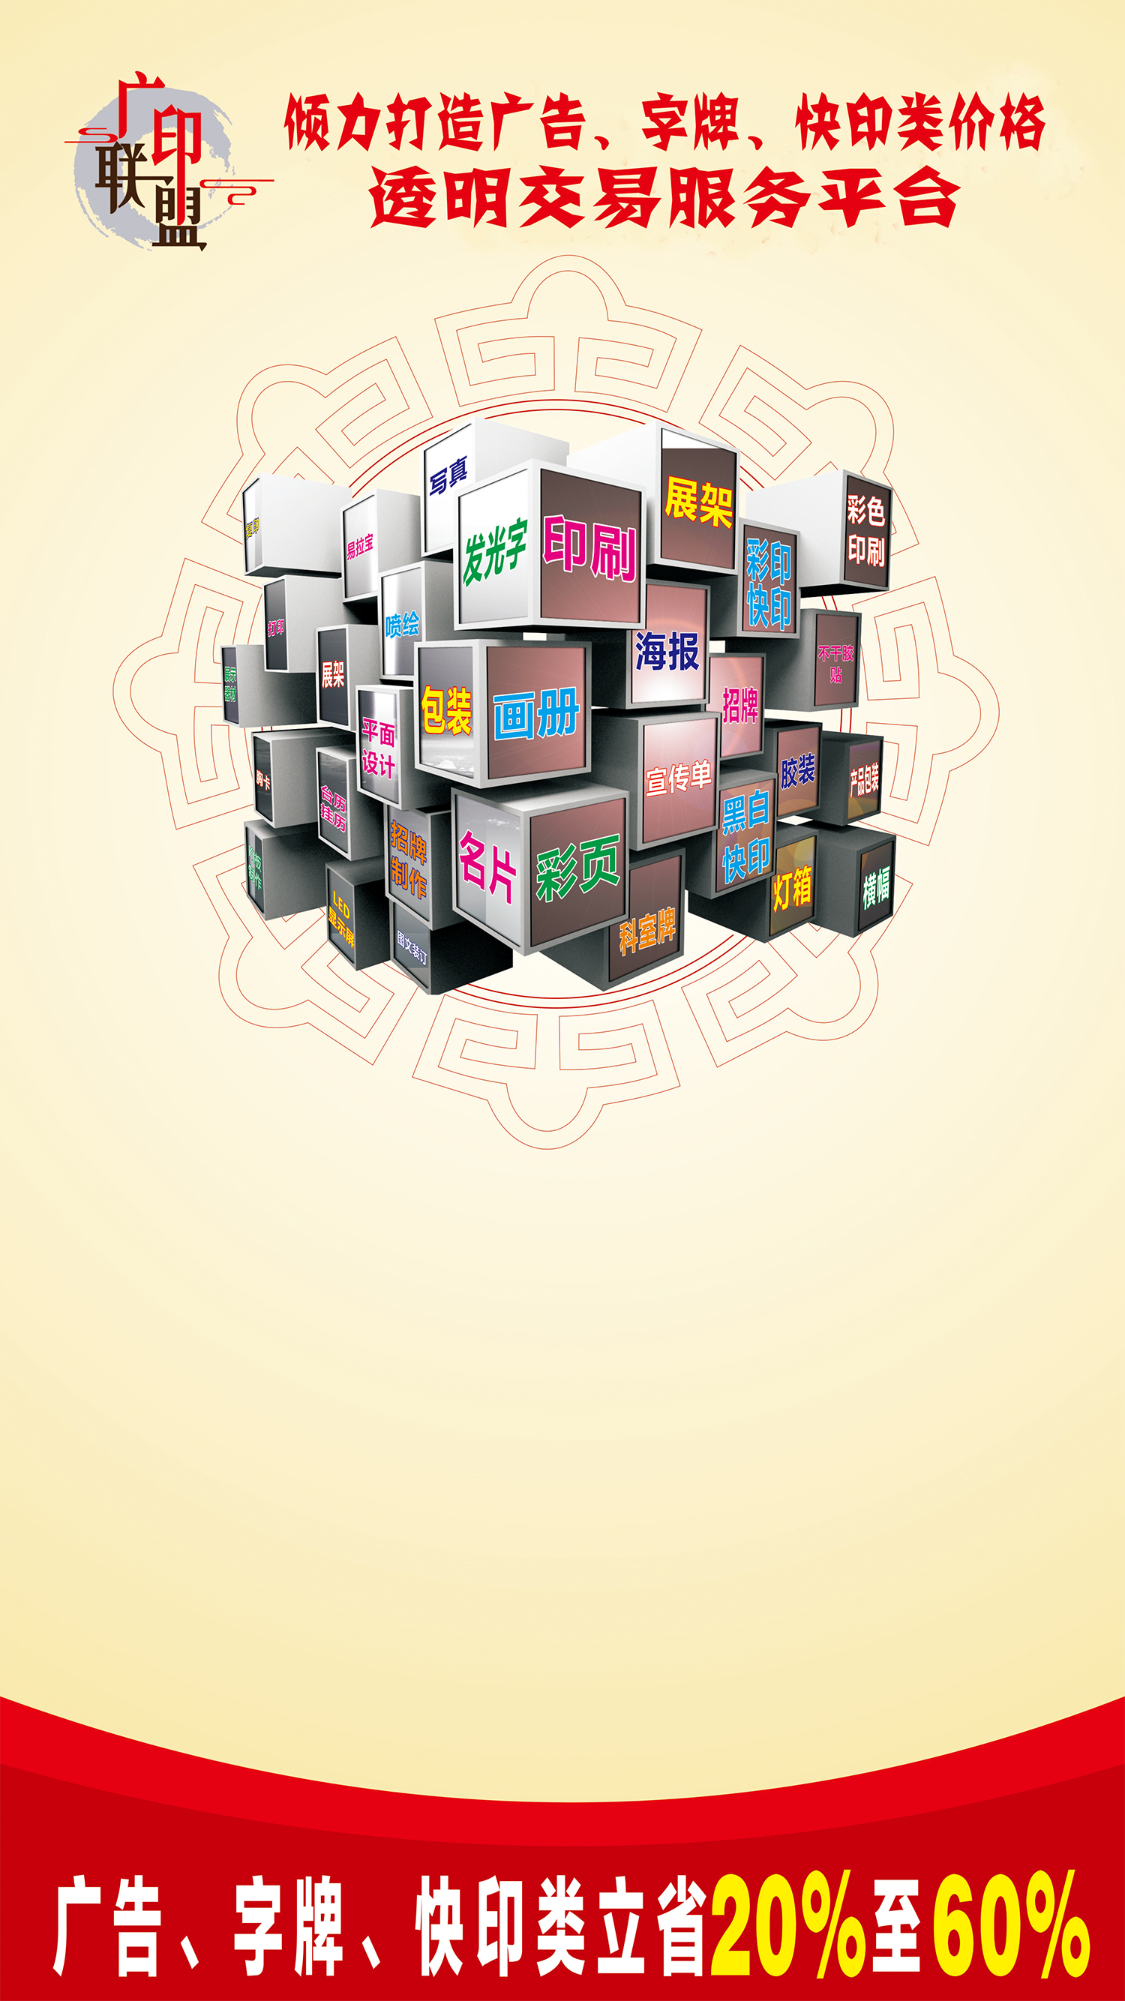 广印
联盟
倾力打造广告、字牌、快印类价格
透明交易服务平台
写真
展架
彩色
印刷
易拉宝
发光字
印刷
彩印
快印
打印
喷绘
海报
不干胶
贴
展架
包装
画册
招牌
平面
设计
宣传单
胶装
产品包装
胸卡
台历
挂历
招牌
制作
名片
彩页
黑白
快印
灯箱
横幅
LED
显示屏
图文装订
科室牌
广告、字牌、快印类立省20%至60%